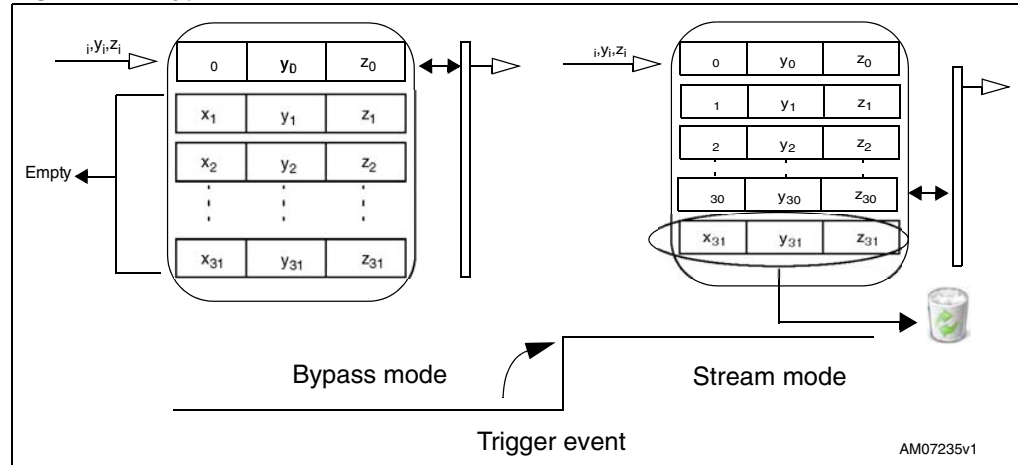 i,yi,zi
0 y0 z0
x1 y1 z1
x2 y2 z2
x31 y31 z31
Empty
i,yi,zi
0 y0 z0
1 y1 z1
2 y2 z2
30 y30 z30
x31 y31 z31
Bypass mode
Stream mode
Trigger event
AM07235v1